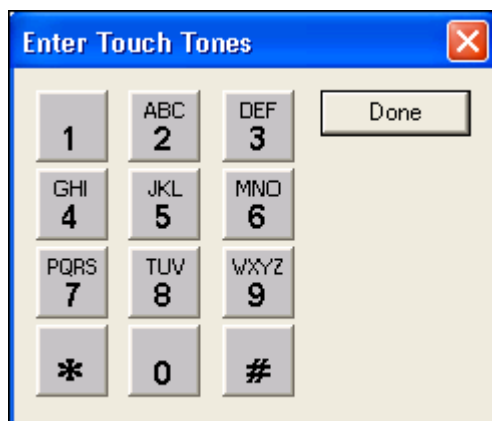 Enter Touch Tones
1
ABC
2
DEF
3
Done
GHI
4
JKL
5
MNO
6
PQRS
7
TUV
8
WXYZ
9
*
0
#